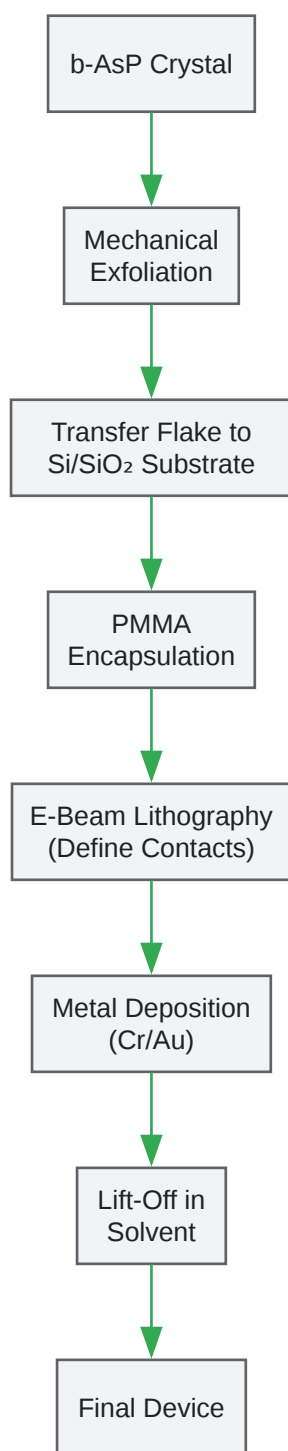 b-AsP Crystal
Mechanical
Exfoliation
Transfer Flake to
Si/SiO₂ Substrate
PMMA
Encapsulation
E-Beam Lithography
(Define Contacts)
Metal Deposition
(Cr/Au)
Lift-Off in
Solvent
Final Device